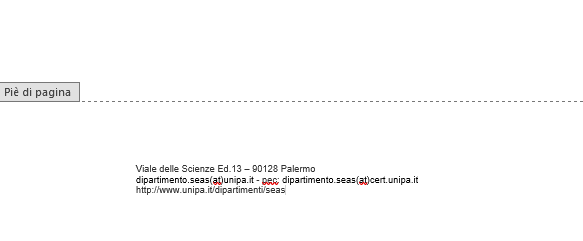 Piè di pagina
Viale delle Scienze Ed.13 – 90128 Palermo
dipartimento.seas(at)unipa.it - pec: dipartimento.seas(at)cert.unipa.it
http://www.unipa.it/dipartimenti/seas